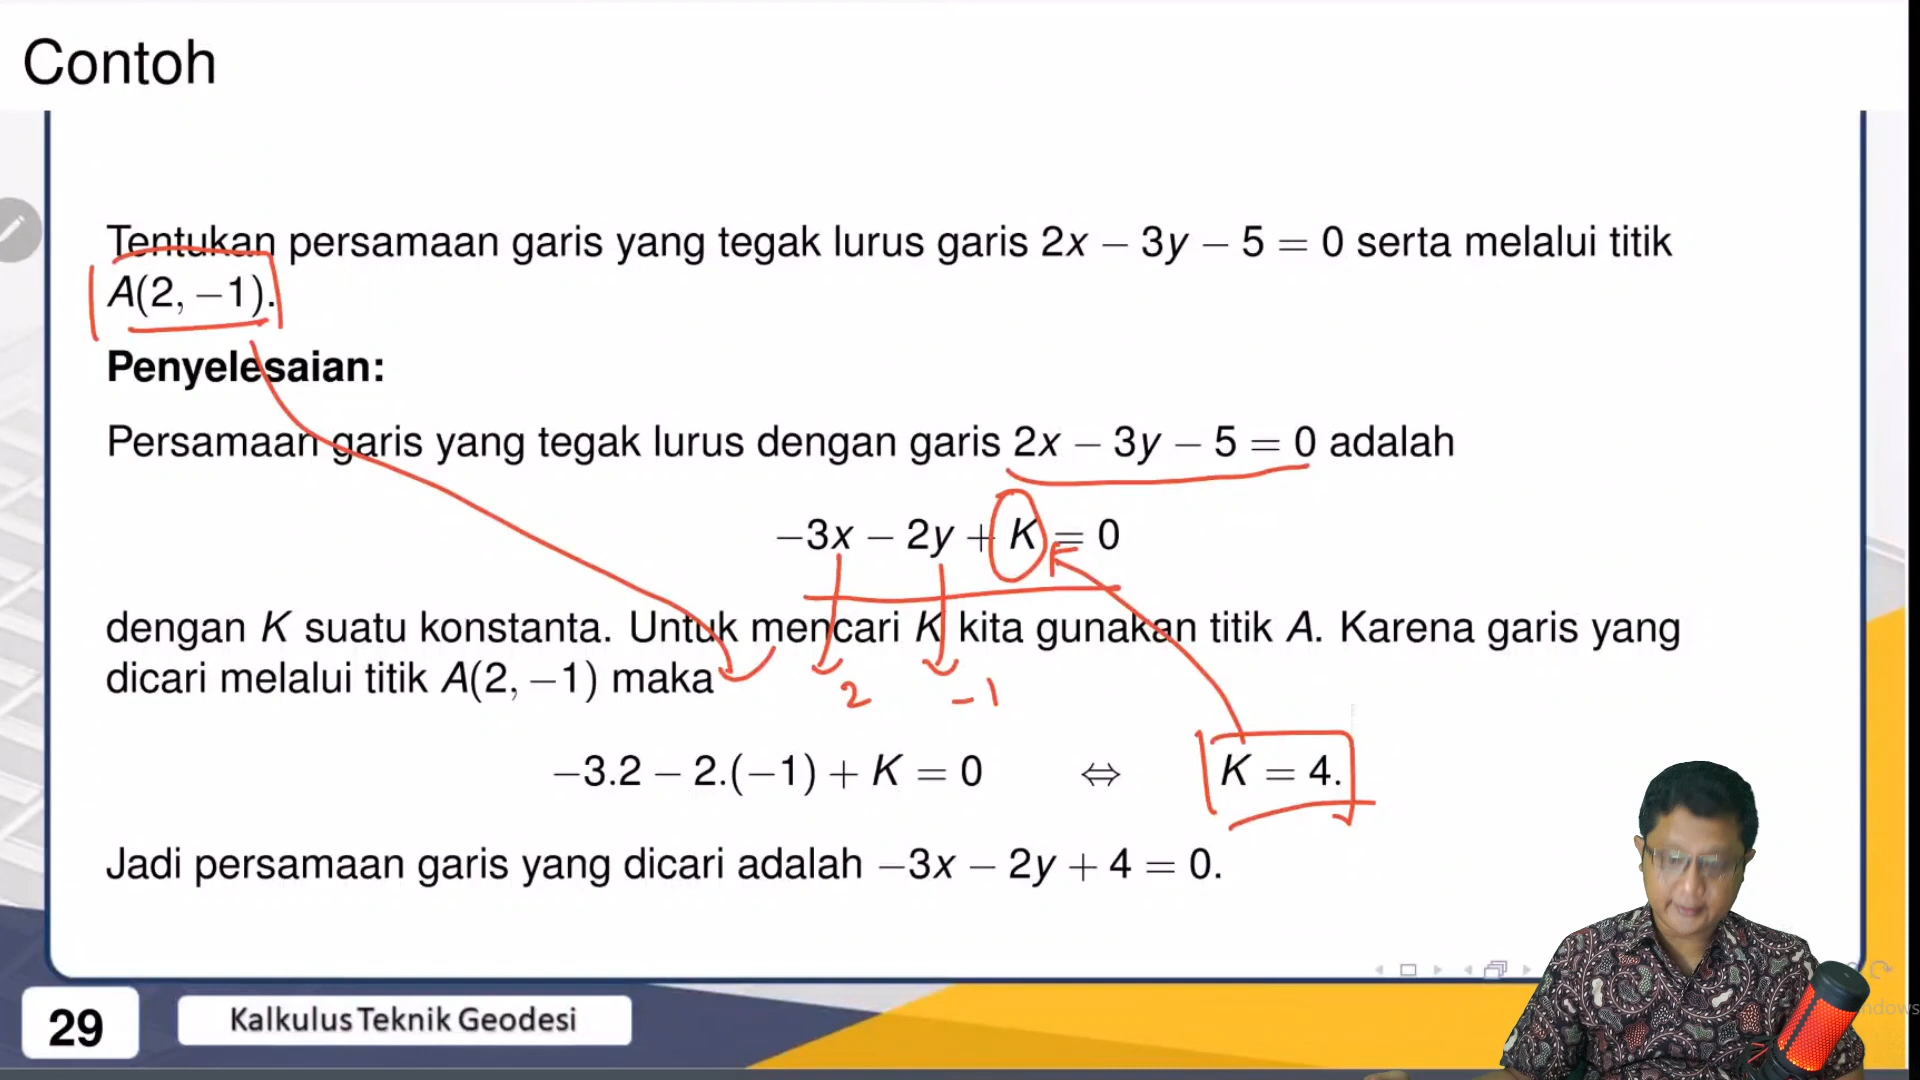 Contoh
Tentukan persamaan garis yang tegak lurus garis 2x − 3y − 5 = 0 serta melalui titik
A(2, −1).
Penyelesaian:
Persamaan garis yang tegak lurus dengan garis 2x − 3y − 5 = 0 adalah
−3x − 2y + K = 0
dengan K suatu konstanta. Untuk mencari K kita gunakan titik A. Karena garis yang
dicari melalui titik A(2, −1) maka
2 -1
−3.2 − 2.(−1) + K = 0 ⇔ K = 4.
Jadi persamaan garis yang dicari adalah −3x − 2y + 4 = 0.
29 Kalkulus Teknik Geodesi